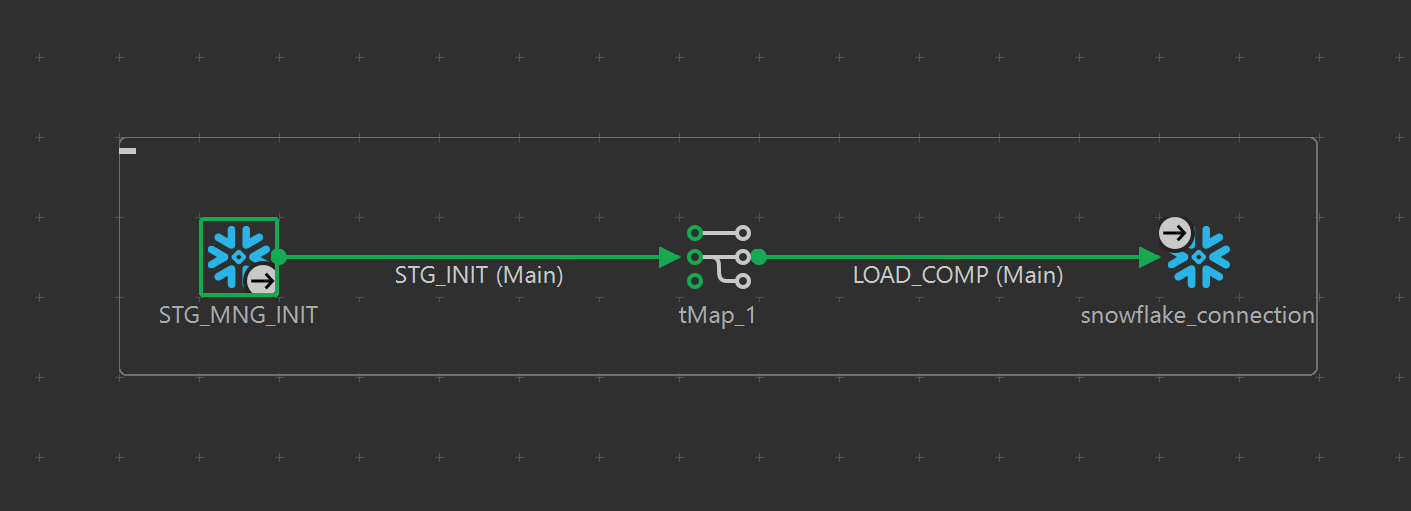 STG_INIT (Main)
LOAD_COMP (Main)
STG_MNG_INIT
tMap_1
snowflake_connection